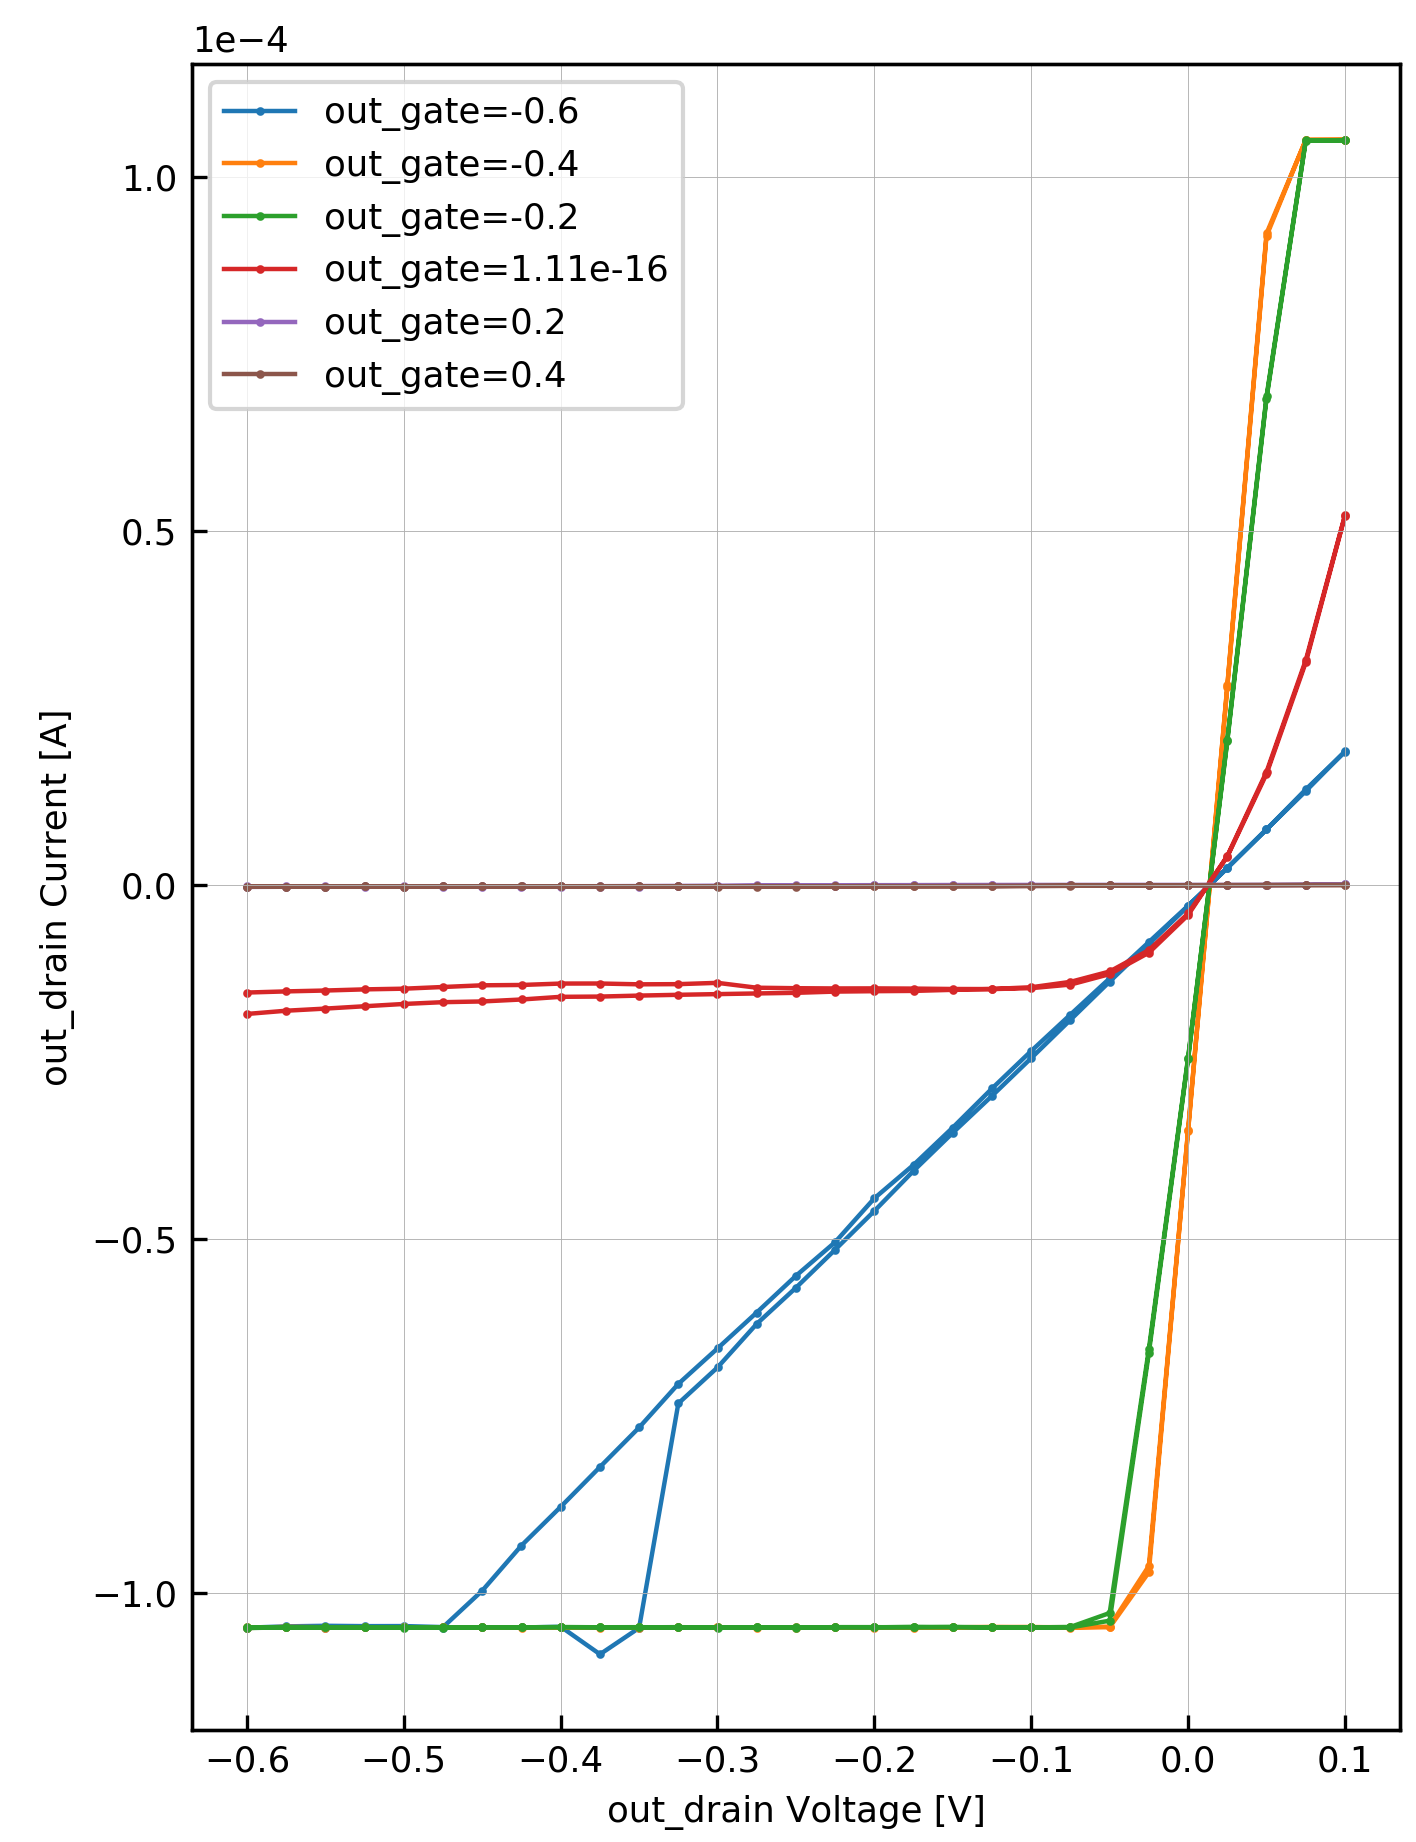 1e−4
out_gate=-0.6
out_gate=-0.4
out_gate=-0.2
out_gate=1.11e-16
out_gate=0.2
out_gate=0.4
1.0
0.5
0.0
−0.5
−1.0
out_drain Current [A]
−0.6 −0.5 −0.4 −0.3 −0.2 −0.1 0.0 0.1
out_drain Voltage [V]